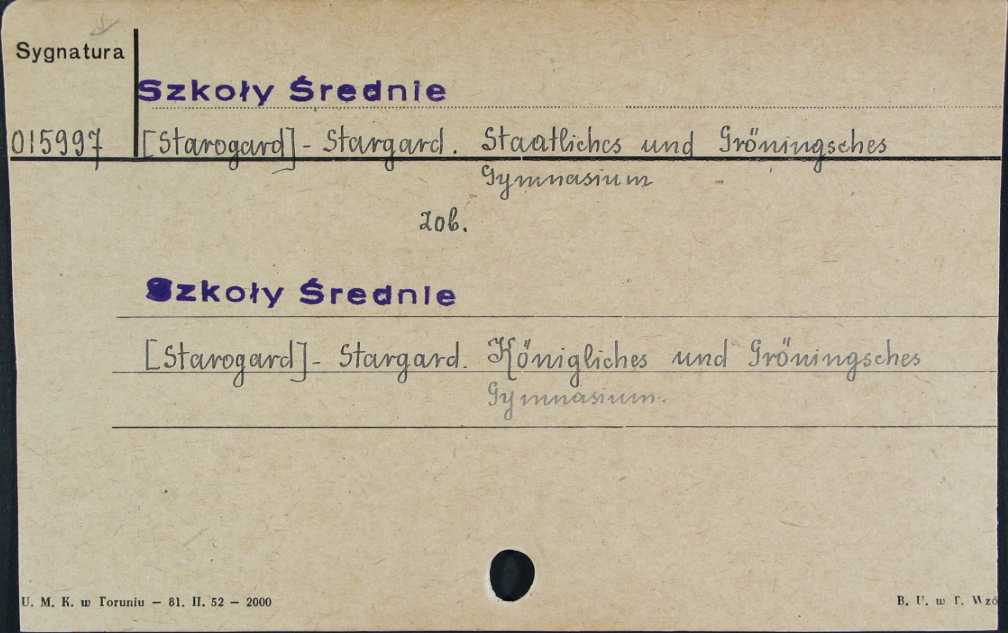 Sygnatura
Szkoły Średnie
015997 [Starogard] - Stargard. Staatliches und Gröningsches
Gymnasium
zob.
Szkoły Średnie
[Starogard] - Stargard. Königliches und Gröningsches
Gymnasium.
U. M. K. w Toruniu — 81. II. 52 — 2000
B. U. w T. Wzó